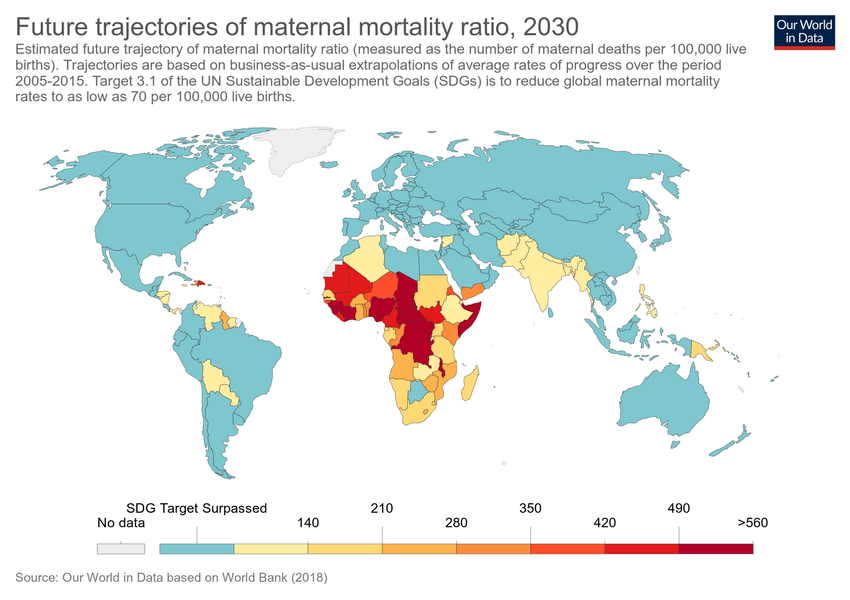 Future trajectories of maternal mortality ratio, 2030
Our World
in Data
Estimated future trajectory of maternal mortality ratio (measured as the number of maternal deaths per 100,000 live
births). Trajectories are based on business-as-usual extrapolations of average rates of progress over the period
2005-2015. Target 3.1 of the UN Sustainable Development Goals (SDGs) is to reduce global maternal mortality
rates to as low as 70 per 100,000 live births.
SDG Target Surpassed 210 350 490
No data 140 280 420 >560
Source: Our World in Data based on World Bank (2018)